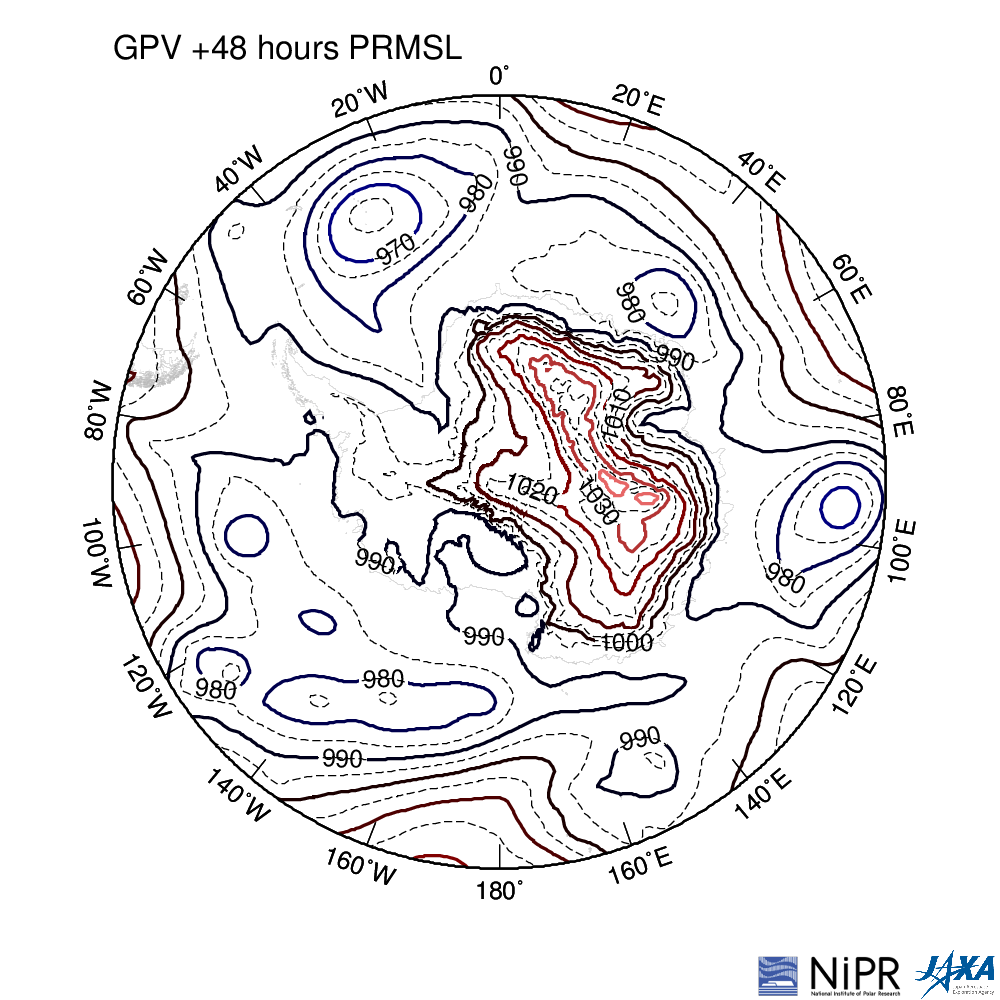 GPV +48 hours PRMSL
0°
20°W
20°E
40°W
40°E
60°W
60°E
80°W
80°E
100°W
100°E
120°W
120°E
140°W
140°E
160°W
160°E
180°
990
980
970
980
990
1010
1020
1030
980
990
990
1000
980
980
990
990
NiPR
National Institute of Polar Research
JAXA
Japan Aerospace Exploration Agency